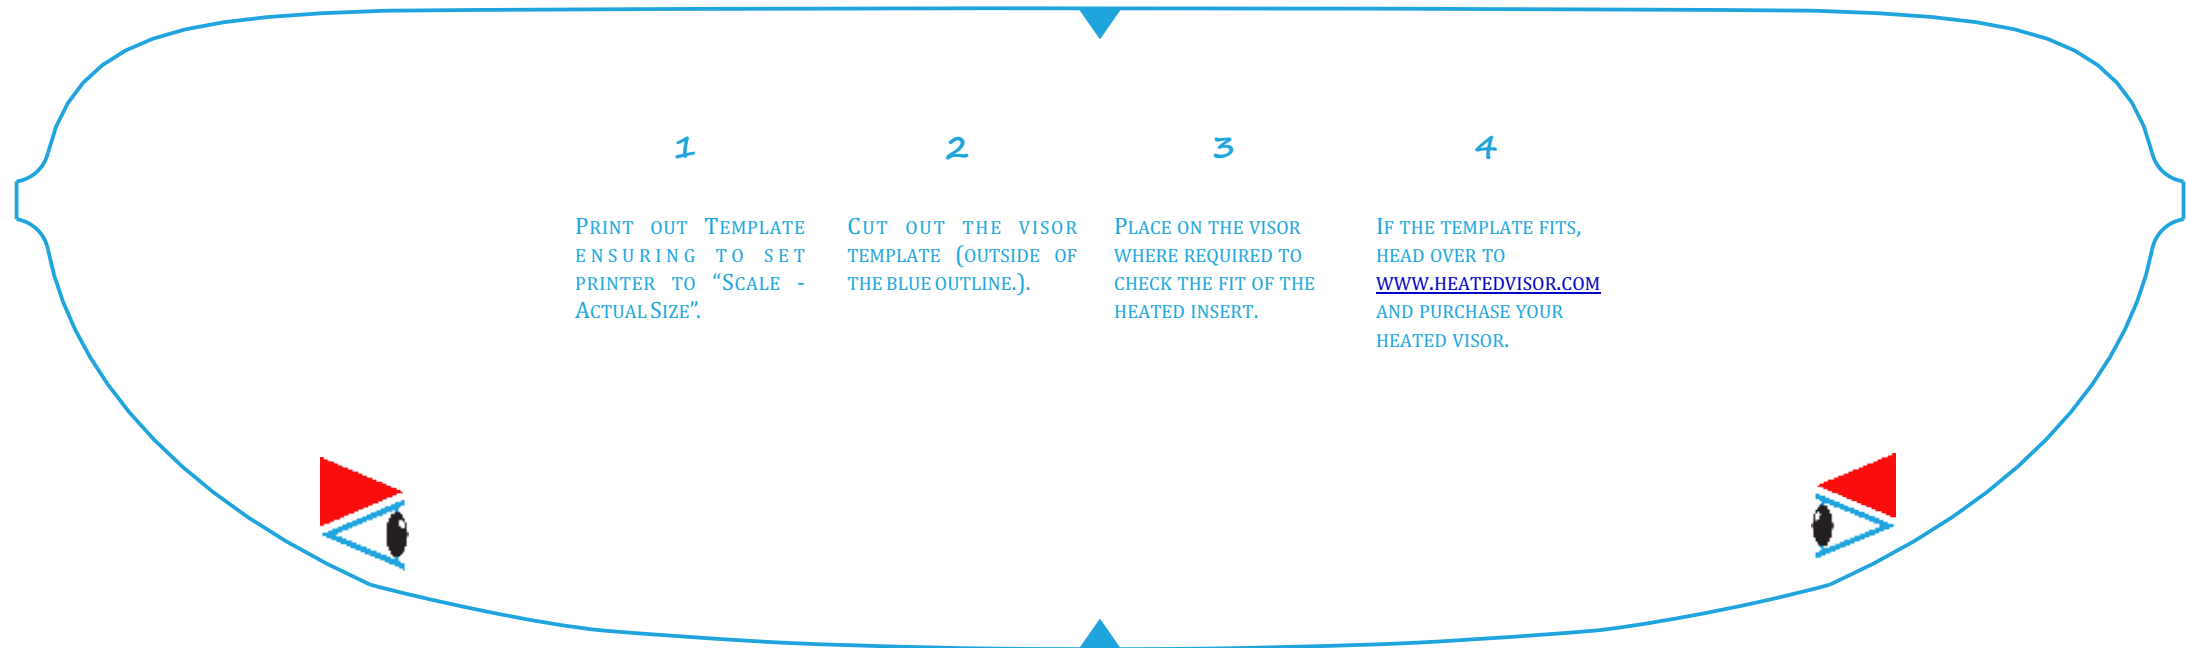 1
PRINT OUT TEMPLATE
ENSURING TO SET
PRINTER TO “SCALE -
ACTUAL SIZE”.
2
CUT OUT THE VISOR
TEMPLATE (OUTSIDE OF
THE BLUE OUTLINE.).
3
PLACE ON THE VISOR
WHERE REQUIRED TO
CHECK THE FIT OF THE
HEATED INSERT.
4
IF THE TEMPLATE FITS,
HEAD OVER TO
WWW.HEATEDVISOR.COM
AND PURCHASE YOUR
HEATED VISOR.